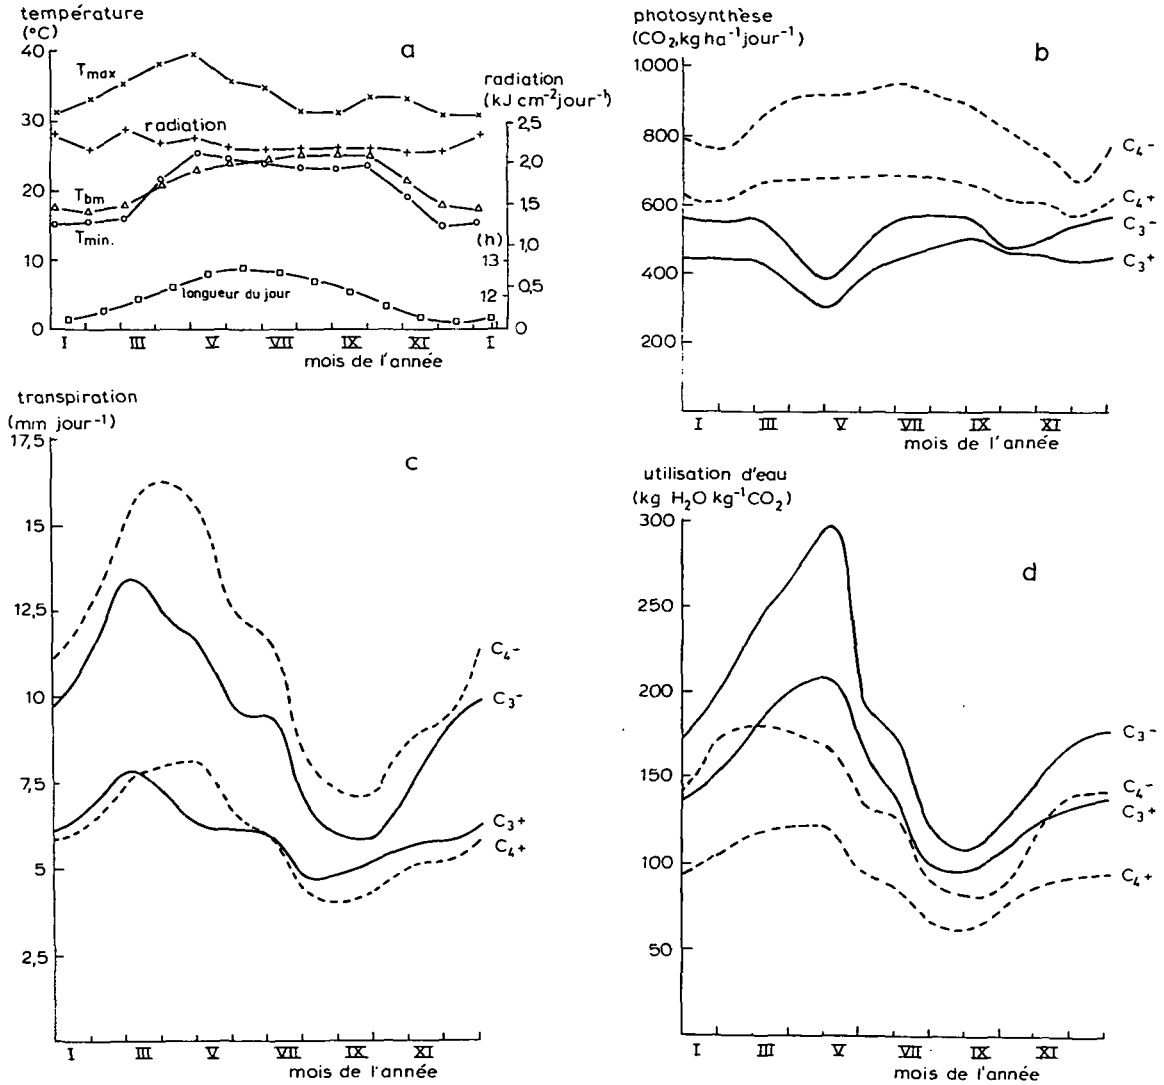 température
(°C)
a
40
30
20
10
0
Tmax
radiation
Tbm
Tmin.
longueur du jour
radiation
(kJ cm⁻² jour⁻¹)
2,5
2,0
1,5
1,0
0,5
0
(h)
13
12
I III V VII IX XI I
mois de l'année
photosynthèse
(CO₂,kg ha⁻¹ jour⁻¹)
b
1.000
800
600
400
200
C₄-
C₄+
C₃-
C₃+
I III V VII IX XI
mois de l'année
transpiration
(mm jour⁻¹)
c
17,5
15
12,5
10
7,5
5
2,5
C₄-
C₃-
C₃+
C₄+
I III V VII IX XI
mois de l'année
utilisation d'eau
(kg H₂O kg⁻¹CO₂)
d
300
250
200
150
100
50
C₃-
C₄-
C₃+
C₄+
I III V VII IX XI
mois de l'année